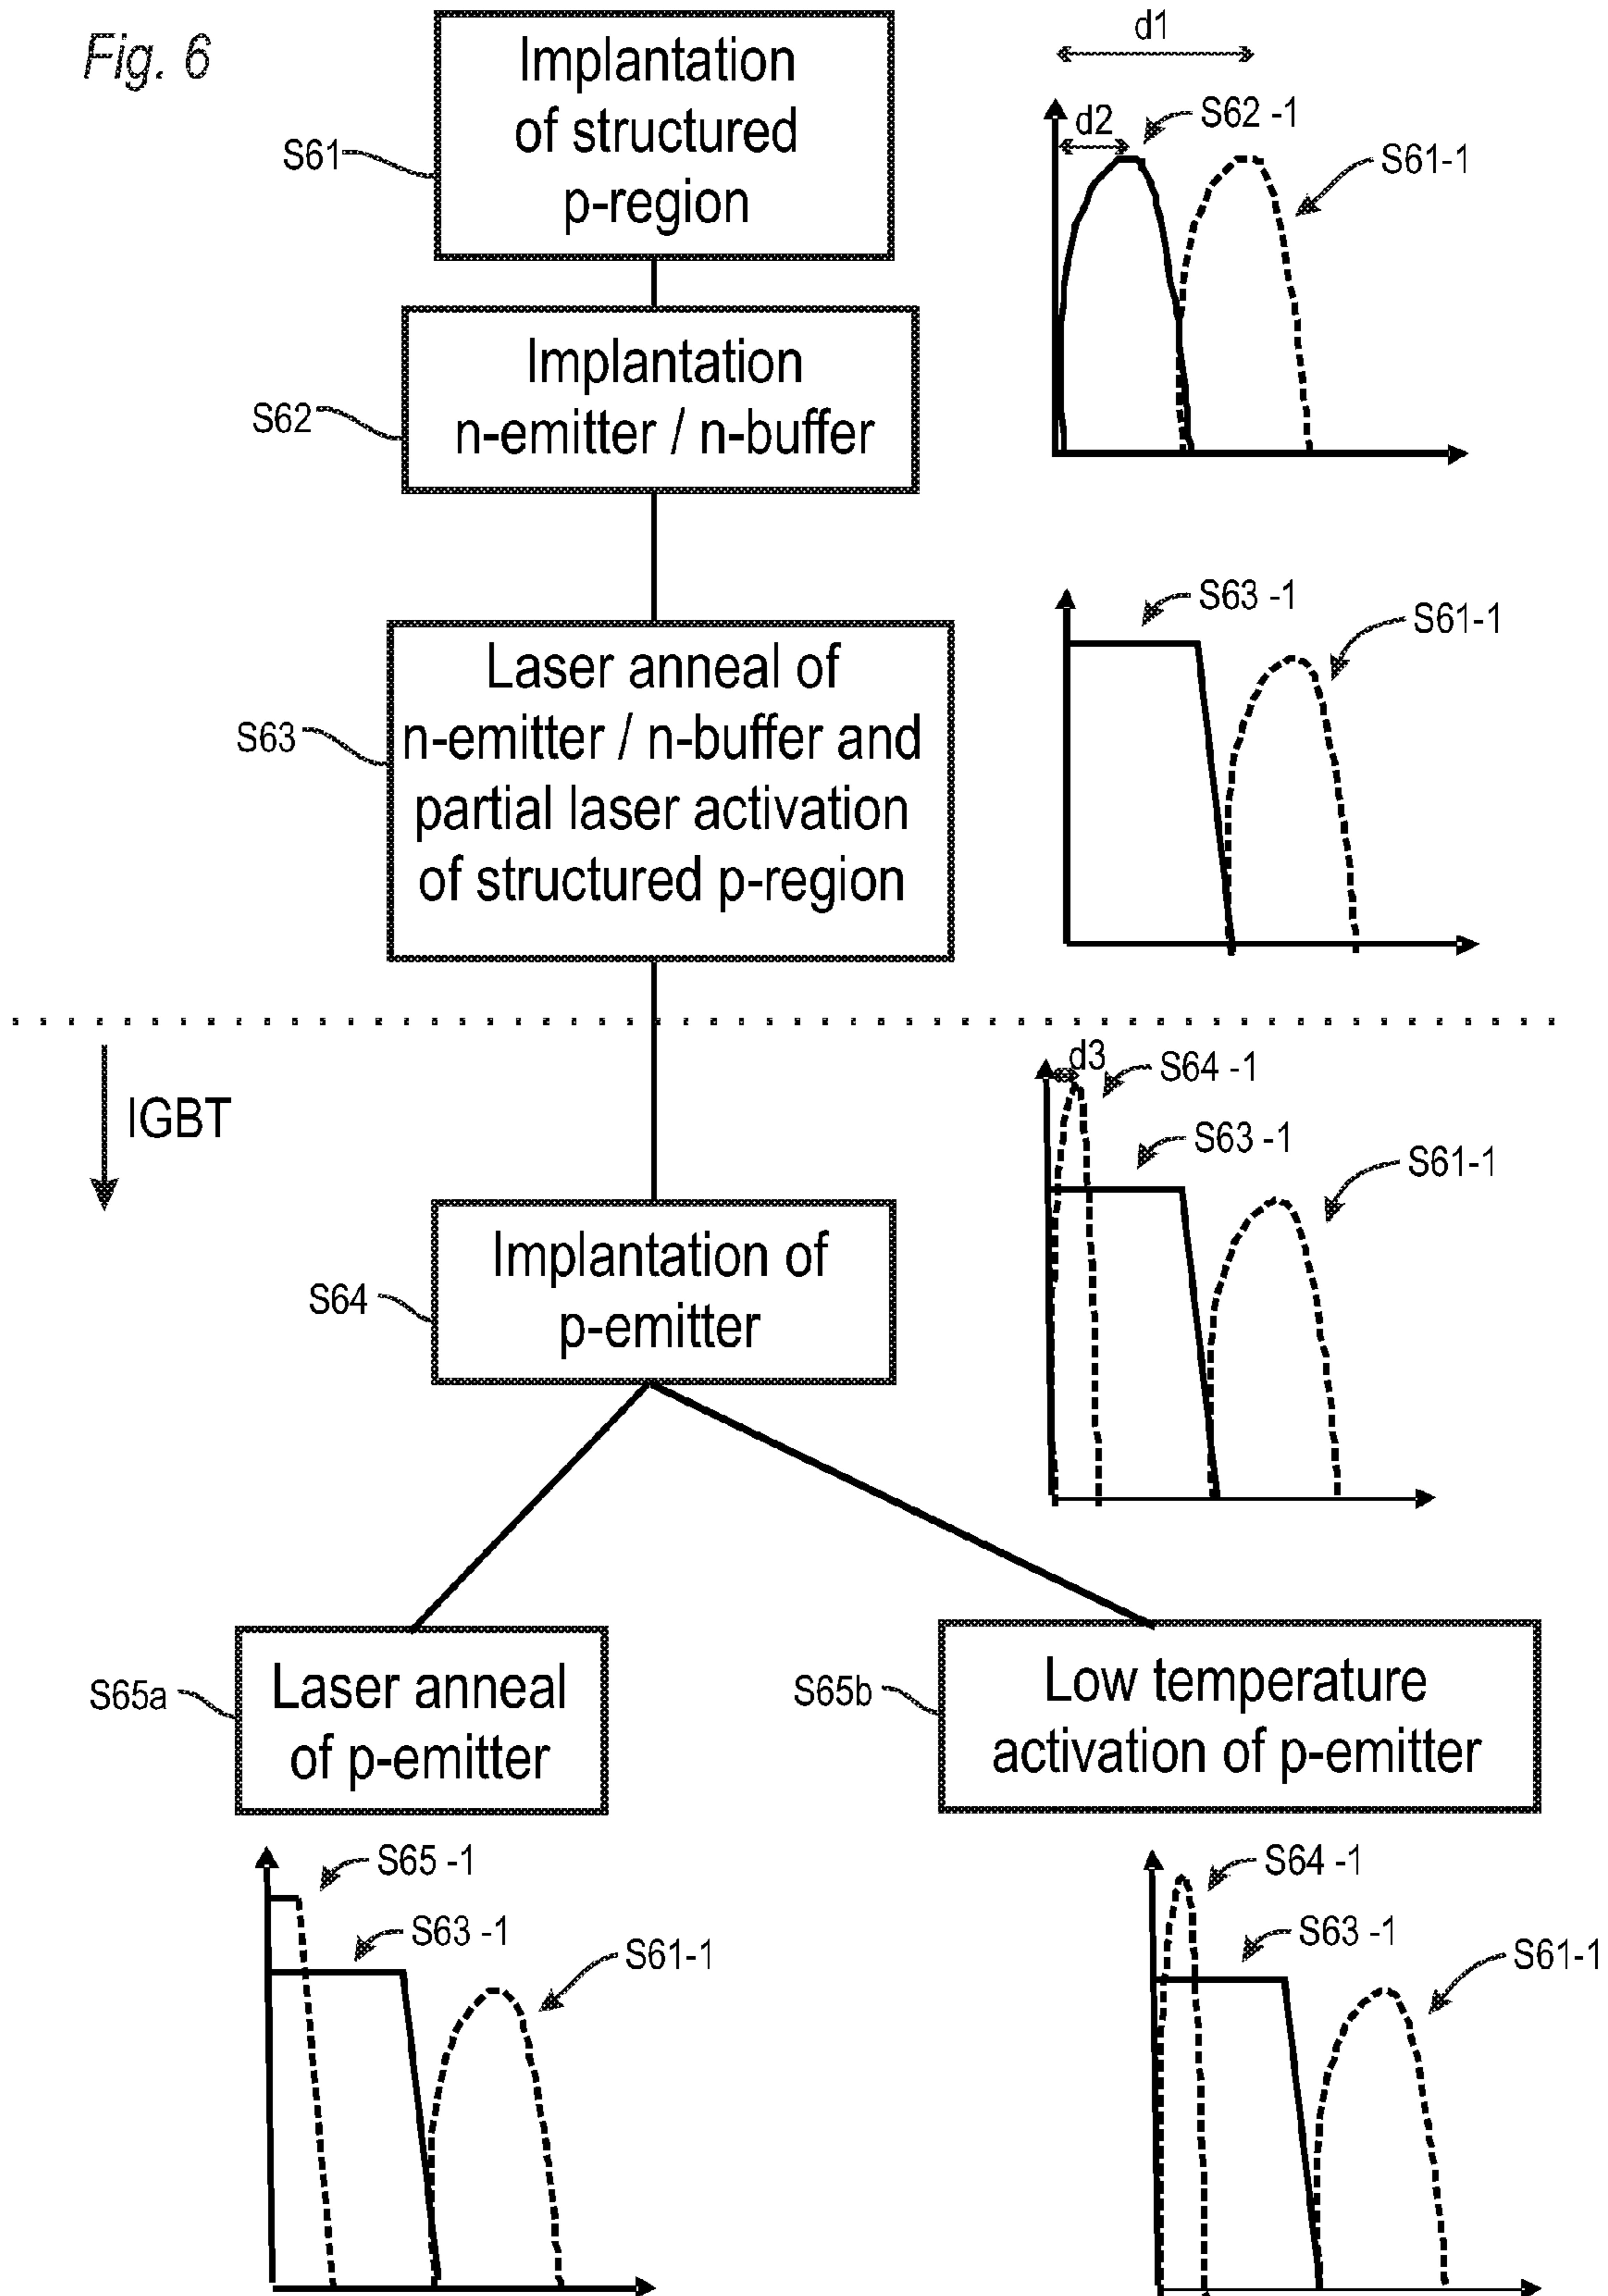 Fig. 6
Implantation
of structured
p-region
S61
d1
d2
S62 -1
S61-1
Implantation
n-emitter / n-buffer
S62
Laser anneal of
n-emitter / n-buffer and
partial laser activation
of structured p-region
S63
S63 -1
S61-1
IGBT
d3
S64 -1
S63 -1
S61-1
Implantation of
p-emitter
S64
Laser anneal
of p-emitter
S65a
Low temperature
activation of p-emitter
S65b
S65 -1
S63 -1
S61-1
S64 -1
S63 -1
S61-1